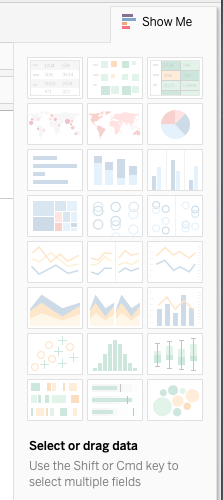 Show Me
Select or drag data
Use the Shift or Cmd key to
select multiple fields